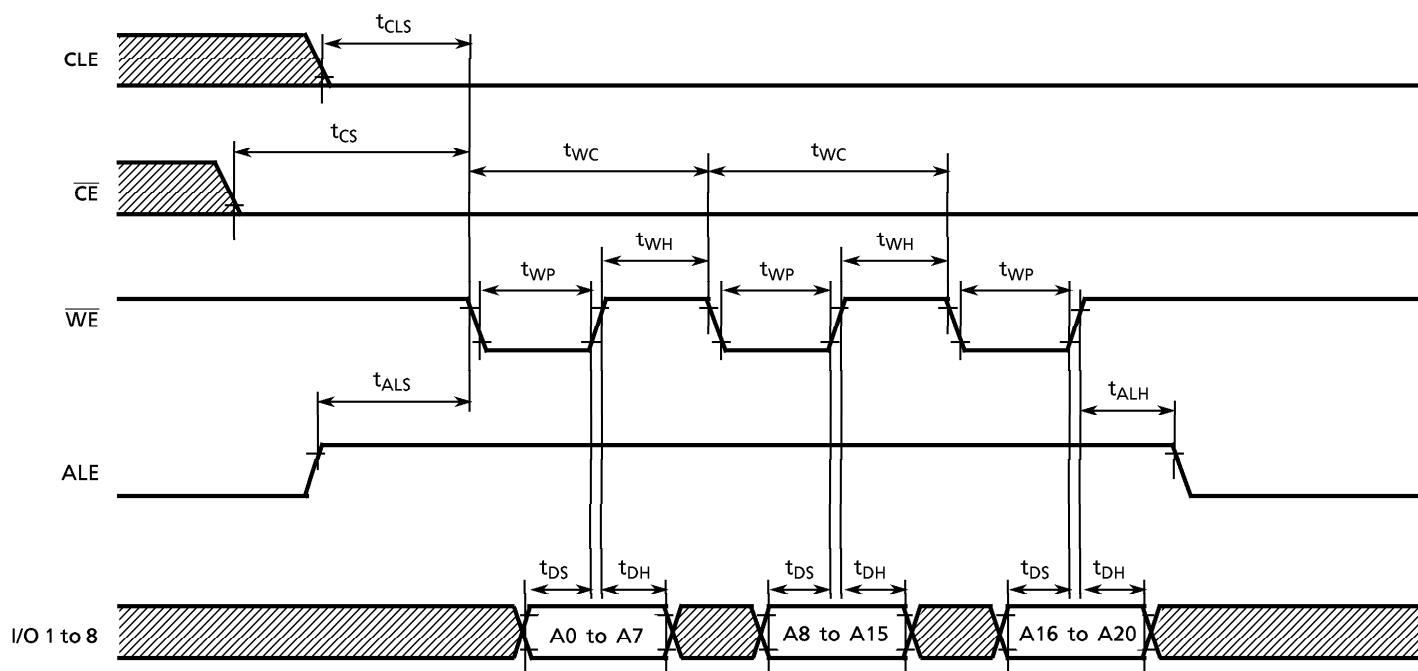 tCLS
CLE
tCS
tWC tWC
CE
tWH tWH
tWP tWP tWP
WE
tALS
tALH
ALE
tDS tDH tDS tDH tDS tDH
I/O 1 to 8 A0 to A7 A8 to A15 A16 to A20